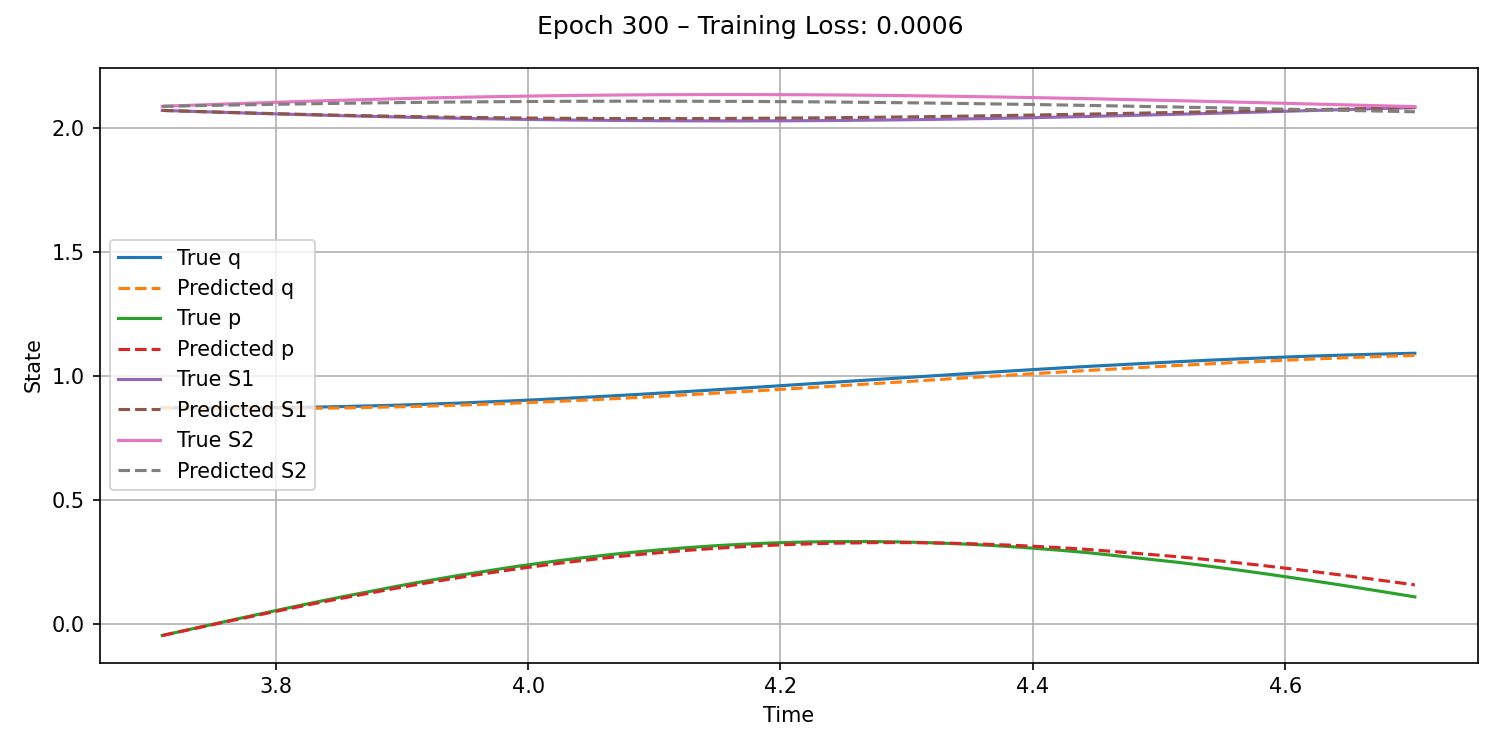 Epoch 300 – Training Loss: 0.0006
State
2.0
1.5
1.0
0.5
0.0
True q
Predicted q
True p
Predicted p
True S1
Predicted S1
True S2
Predicted S2
3.8 4.0 4.2 4.4 4.6
Time